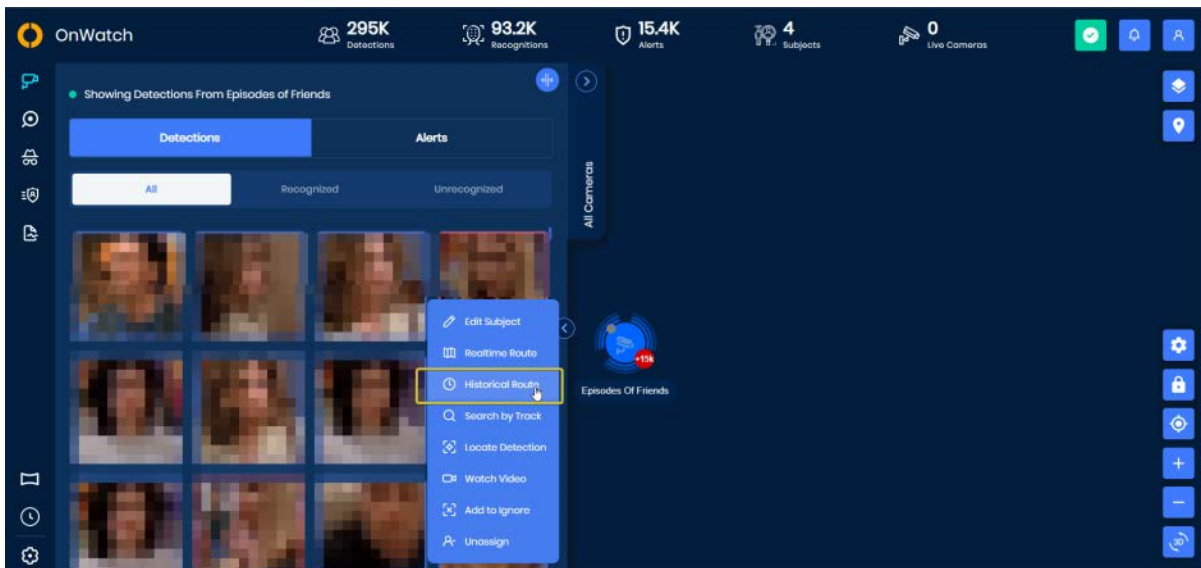 OnWatch
295K
Detections
93.2K
Recognitions
15.4K
Alerts
4
Subjects
0
Live Cameras
Showing Detections From Episodes of Friends
Detections
Alerts
All
Recognized
Unrecognized
All Cameras
Edit Subject
Realtime Route
Historical Route
Search by Track
Locate Detection
Watch Video
Add to Ignore
Unassign
+15k
Episodes Of Friends
3D